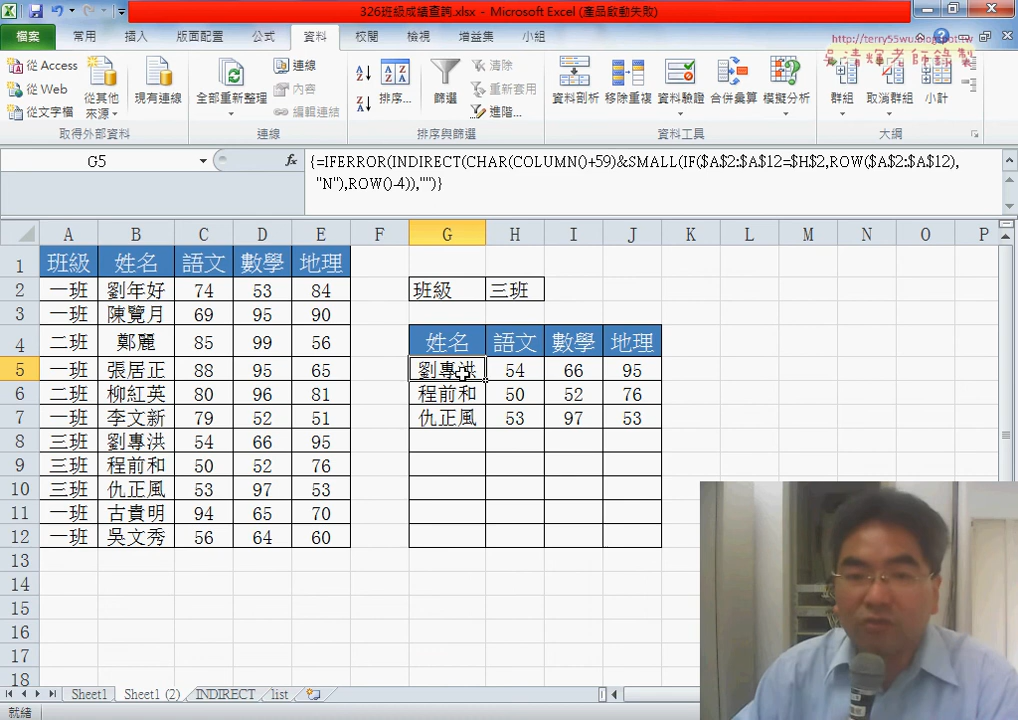 326班級成績查詢.xlsx - Microsoft Excel (產品啟動失敗)
檔案 常用 插入 版面配置 公式 資料 校閱 檢視 增益集 小組
http://terry55wu.blogspot.tw
吳清輝老師錄製
從 Access
從 Web
從文字檔
從其他來源
現有連線
取得外部資料
全部重新整理
連線
內容
編輯連結
連線
排序...
篩選
清除
重新套用
進階...
排序與篩選
資料剖析 移除重複 資料驗證 合併彙算 模擬分析
資料工具
群組 取消群組 小計
大綱
G5
fx
{=IFERROR(INDIRECT(CHAR(COLUMN()+59)&SMALL(IF($A$2:$A$12=$H$2,ROW($A$2:$A$12),
"N"),ROW()-4)),"")}
A B C D E F G H I J K L M N O P
1 班級 姓名 語文 數學 地理
2 一班 劉年好 74 53 84 班級 三班
3 一班 陳覽月 69 95 90
4 二班 鄭麗 85 99 56 姓名 語文 數學 地理
5 一班 張居正 88 95 65 劉專洪 54 66 95
6 二班 柳紅英 80 96 81 程前和 50 52 76
7 一班 李文新 79 52 51 仇正風 53 97 53
8 三班 劉專洪 54 66 95
9 三班 程前和 50 52 76
10 三班 仇正風 53 97 53
11 一班 古貴明 94 65 70
12 一班 吳文秀 56 64 60
13
14
15
16
17
18
Sheet1 Sheet1 (2) INDIRECT list
就緒